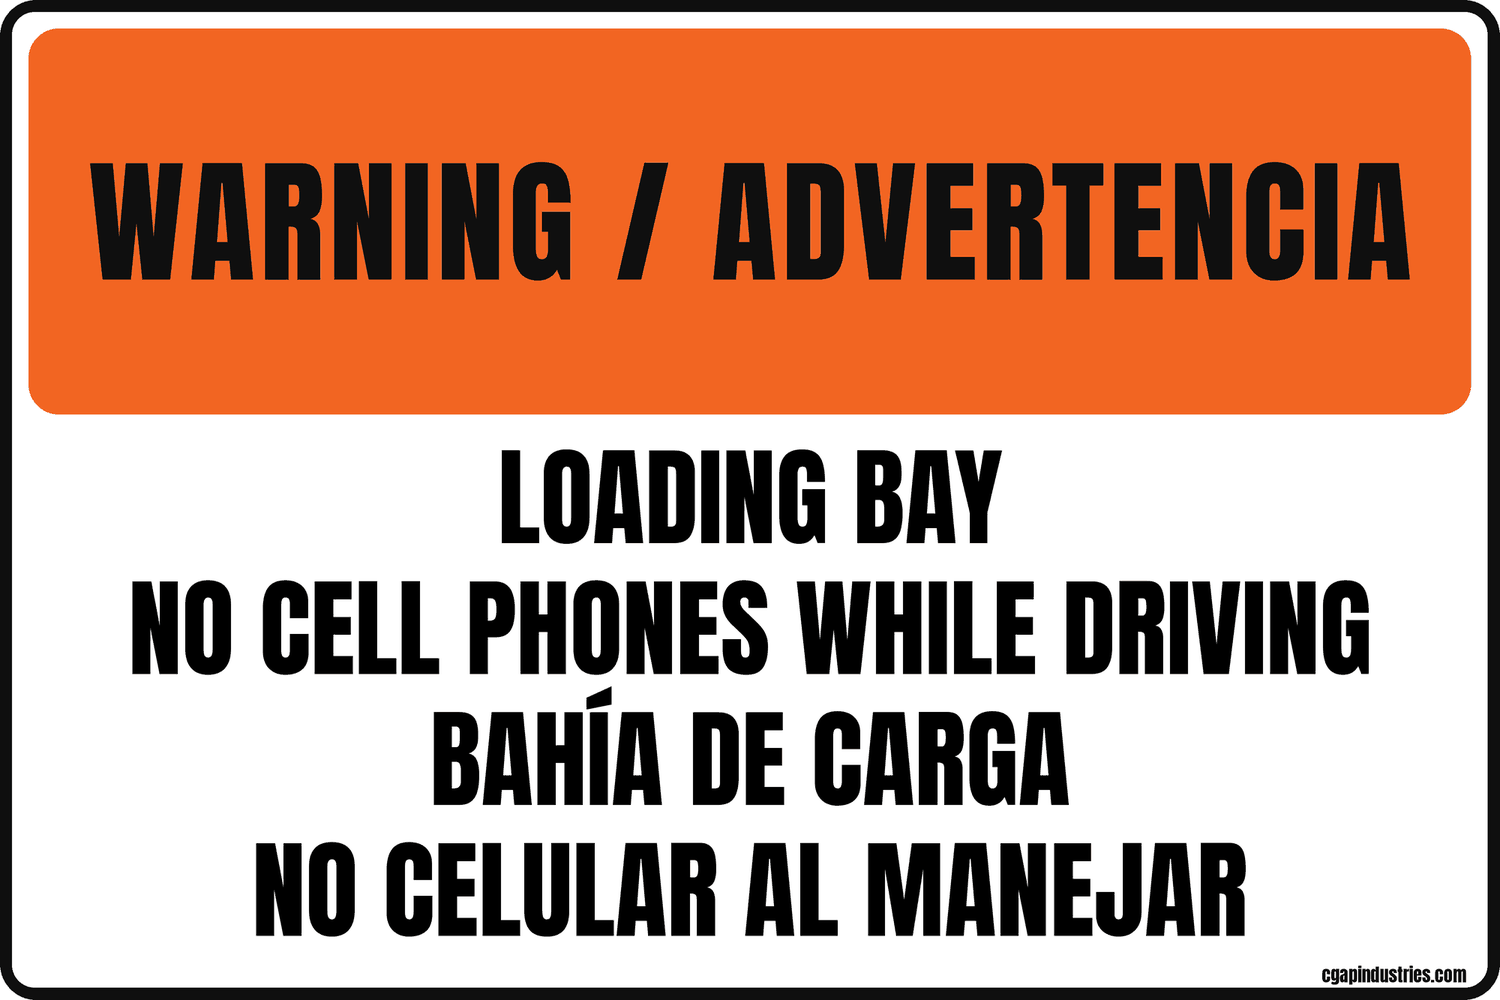 WARNING / ADVERTENCIA
LOADING BAY
NO CELL PHONES WHILE DRIVING
BAHÍA DE CARGA
NO CELULAR AL MANEJAR
cgapindustries.com